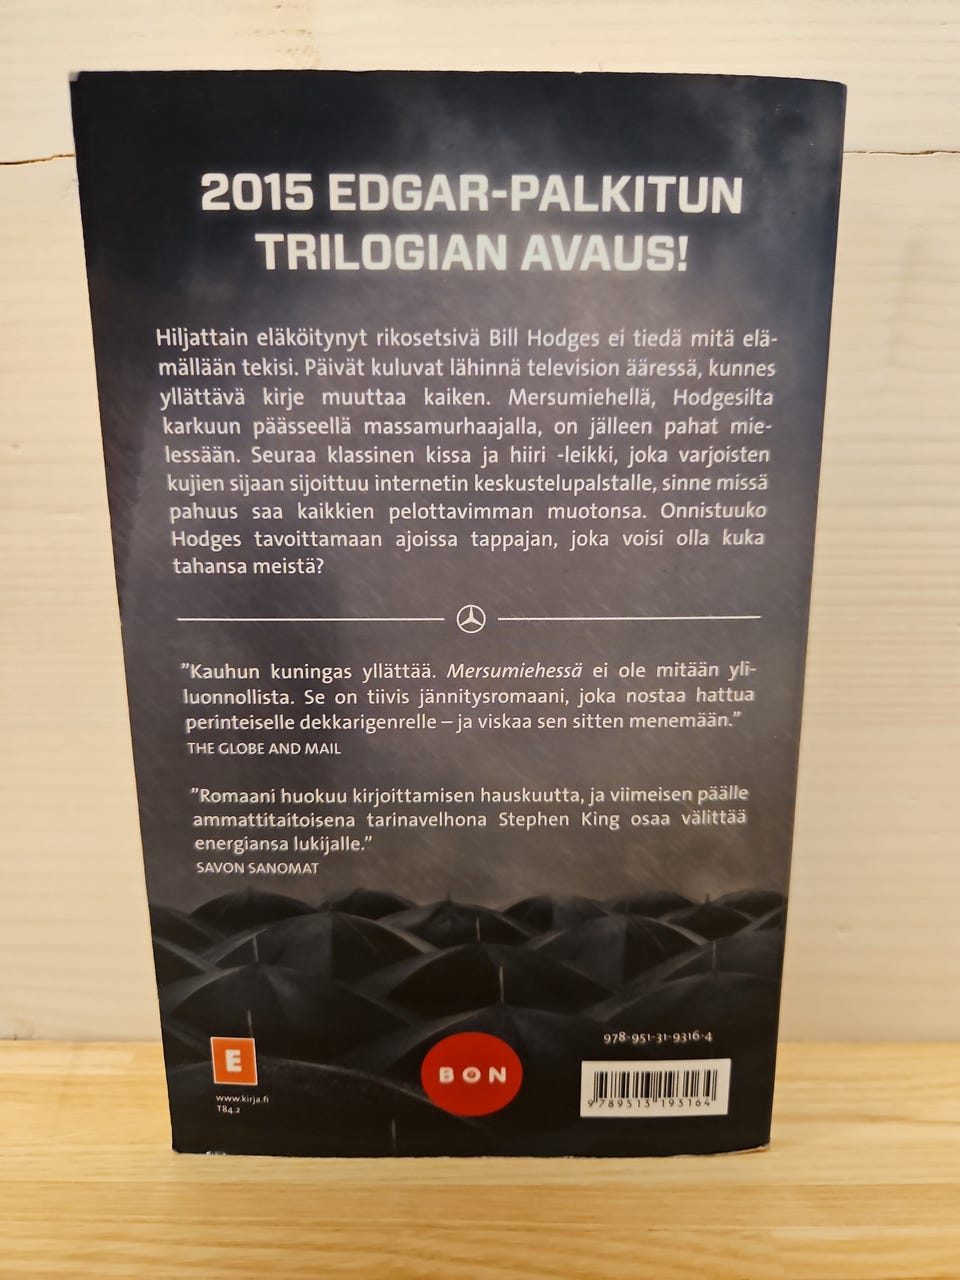 2015 EDGAR-PALKITUN
TRILOGIAN AVAUS!
Hiljattain eläköitynyt rikosetsivä Bill Hodges ei tiedä mitä elä-
mällään tekisi. Päivät kuluvat lähinnä television ääressä, kunnes
yllättävä kirje muuttaa kaiken. Mersumiehellä, Hodgesilta
karkuun päässeellä massamurhaajalla, on jälleen pahat mie-
lessään. Seuraa klassinen kissa ja hiiri -leikki, joka varjoisten
kujien sijaan sijoittuu internetin keskustelupalstalle, sinne missä
pahuus saa kaikkien pelottavimman muotonsa. Onnistuuko
Hodges tavoittamaan ajoissa tappajan, joka voisi olla kuka
tahansa meistä?
”Kauhun kuningas yllättää. Mersumiehessä ei ole mitään yli-
luonnollista. Se on tiivis jännitysromaani, joka nostaa hattua
perinteiselle dekkarigenrelle – ja viskaa sen sitten menemään.”
THE GLOBE AND MAIL
”Romaani huokuu kirjoittamisen hauskuutta, ja viimeisen päälle
ammattitaitoisena tarinavelhona Stephen King osaa välittää
energiansa lukijalle.”
SAVON SANOMAT
E
www.kirja.fi
T84.2
BON
978-951-31-9316-4
9 789513 193164